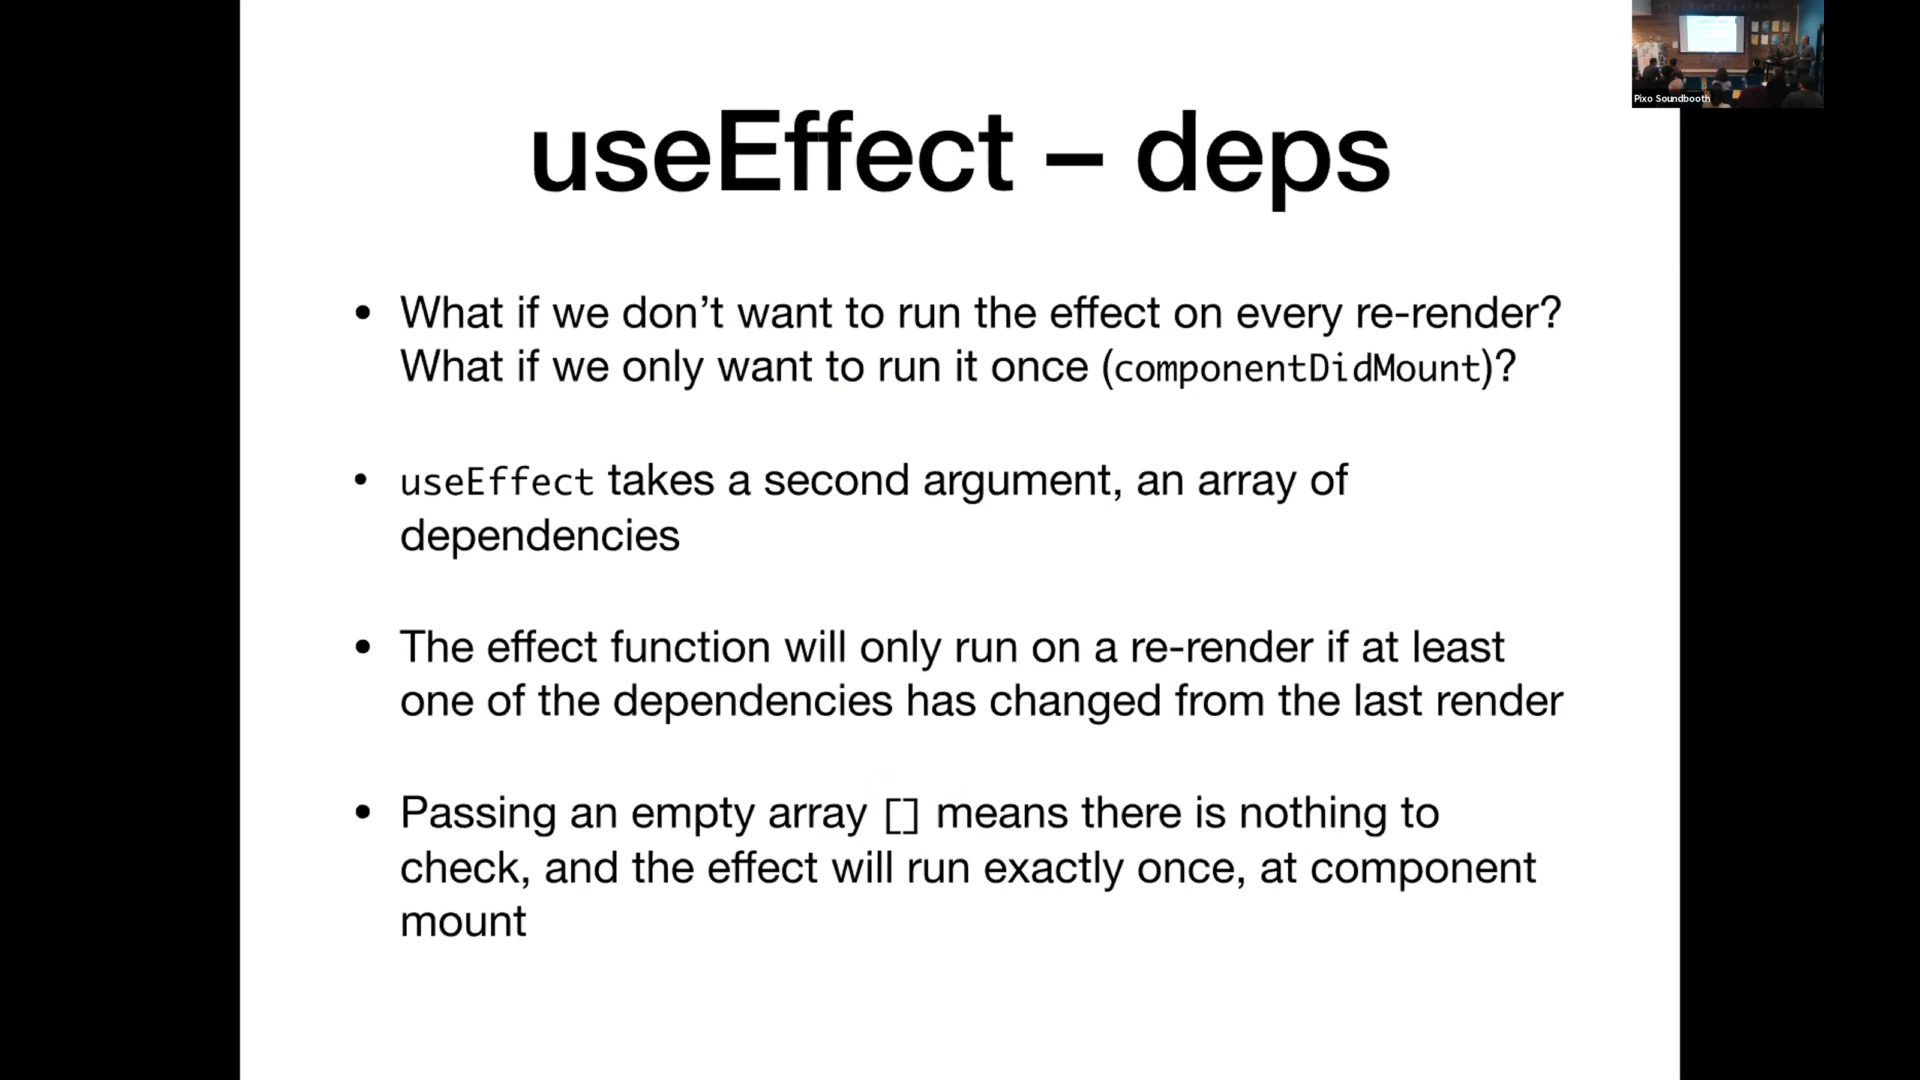 Pixo Soundbooth
useEffect – deps
• What if we don’t want to run the effect on every re-render?
What if we only want to run it once (componentDidMount)?
• useEffect takes a second argument, an array of
dependencies
• The effect function will only run on a re-render if at least
one of the dependencies has changed from the last render
• Passing an empty array [] means there is nothing to
check, and the effect will run exactly once, at component
mount